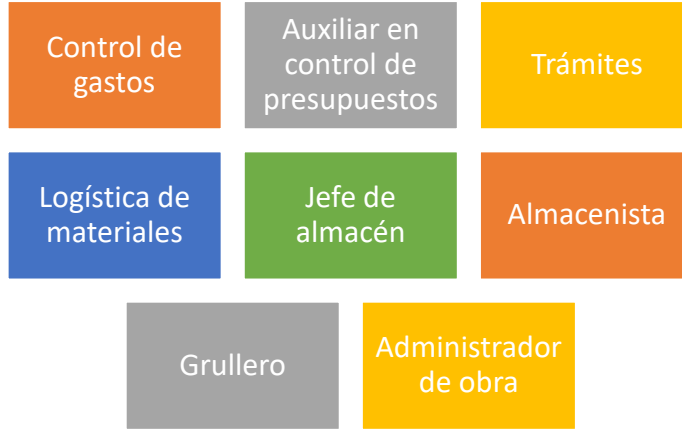 Control de
gastos
Auxiliar en
control de
presupuestos
Trámites
Logística de
materiales
Jefe de
almacén
Almacenista
Grullero
Administrador
de obra